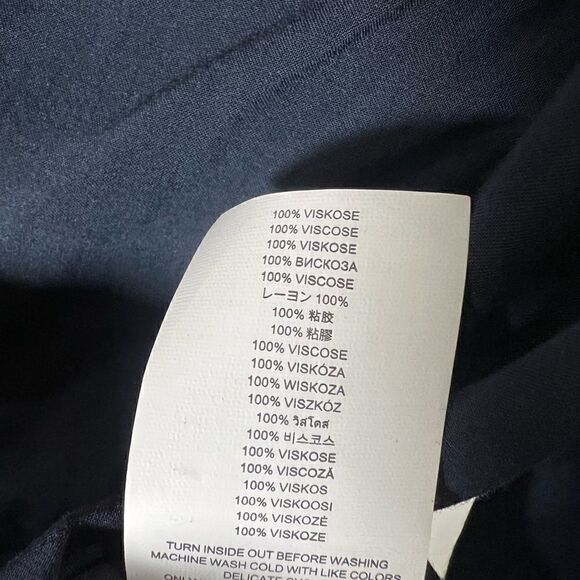 100% VISKOSE
100% VISCOSE
100% VISKOSE
100% ВИСКОЗА
100% VISCOSE
レーヨン 100%
100% 粘胶
100% 粘膠
100% VISCOSE
100% VISKÓZA
100% WISKOZA
100% VISZKÓZ
100% วิสโคส
100% 비스코스
100% VISKOSE
100% VISCOZĂ
100% VISKOS
100% VISKOOSI
100% VISKOZĖ
100% VISKOZE
TURN INSIDE OUT BEFORE WASHING
MACHINE WASH COLD WITH LIKE COLORS
DELICATE
ONLY